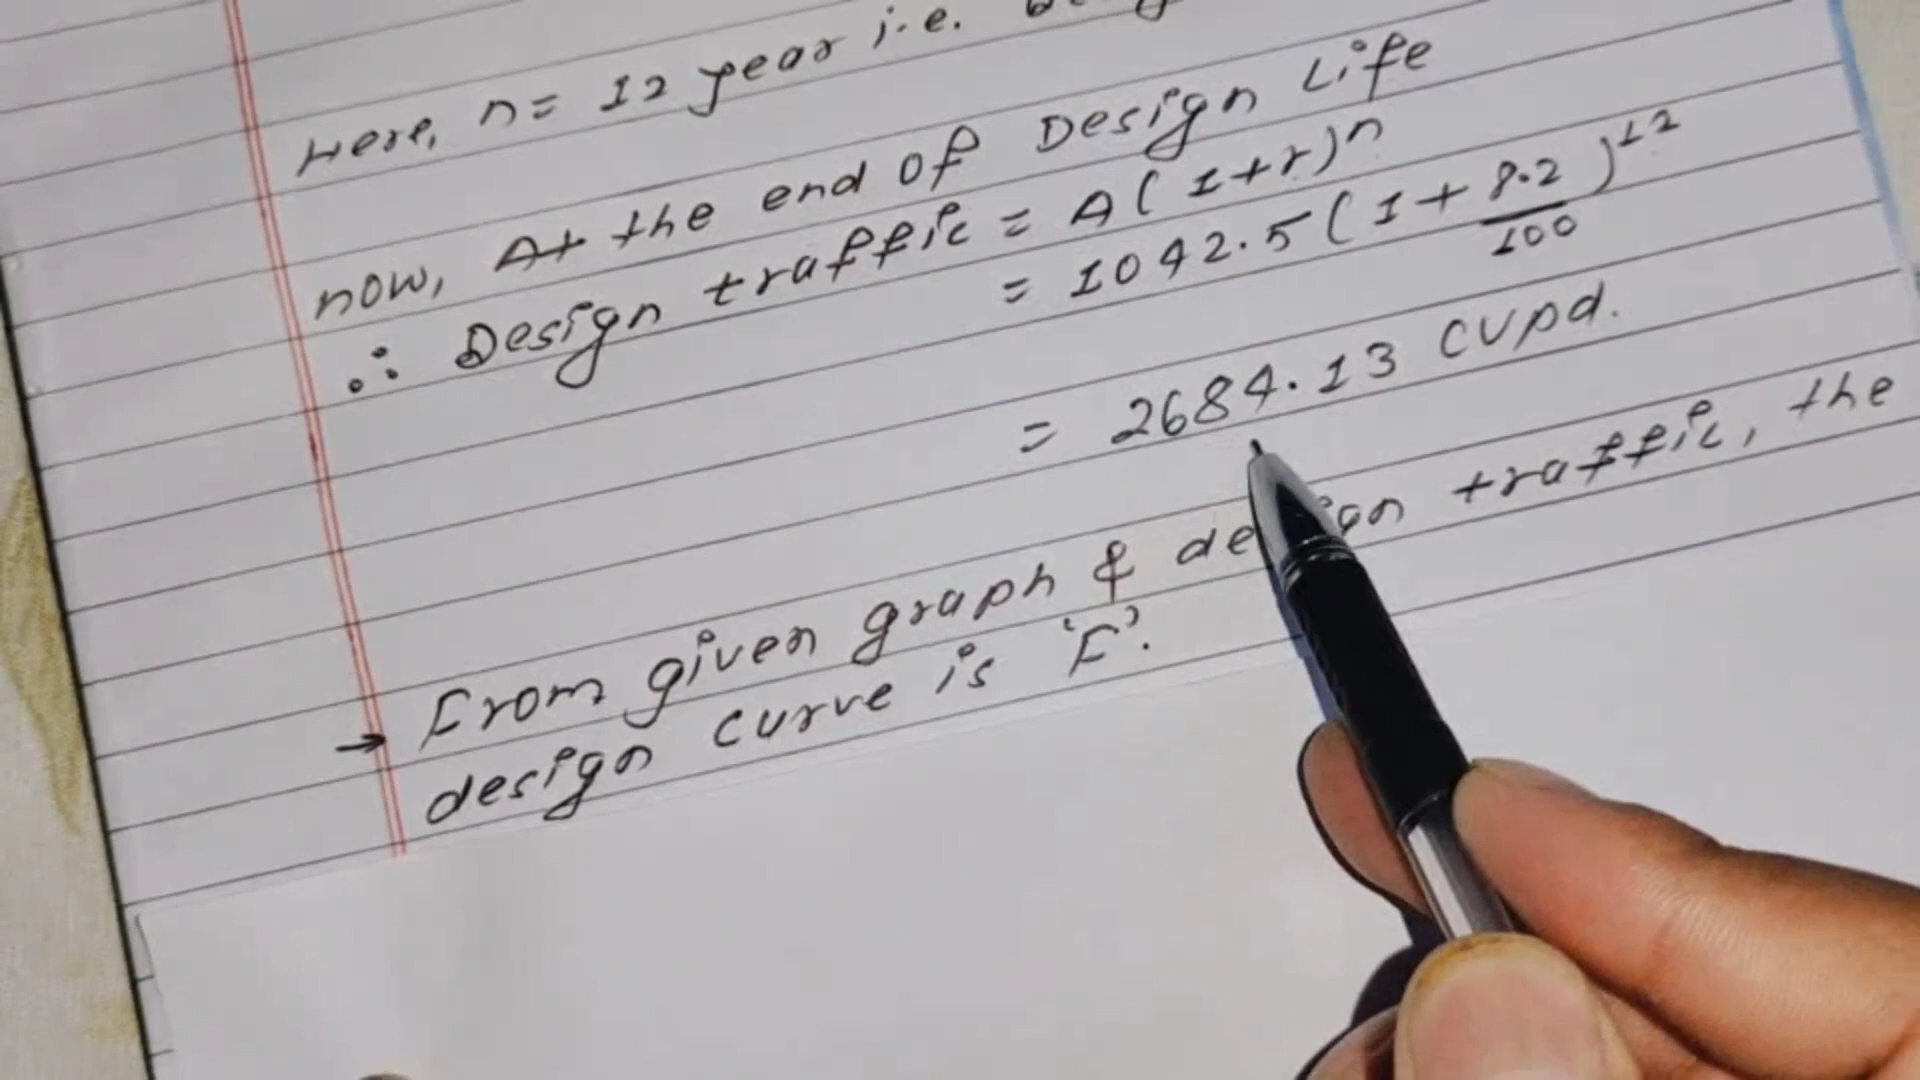 Here, n = 12 year i.e.
now, At the end of Design Life
∴ Design traffic = A(1+r)^n
= 1042.5(1 + 8.2/100)^12
= 2684.13 CVpd.
→ From given graph & design traffic, the
design curve is 'F'.